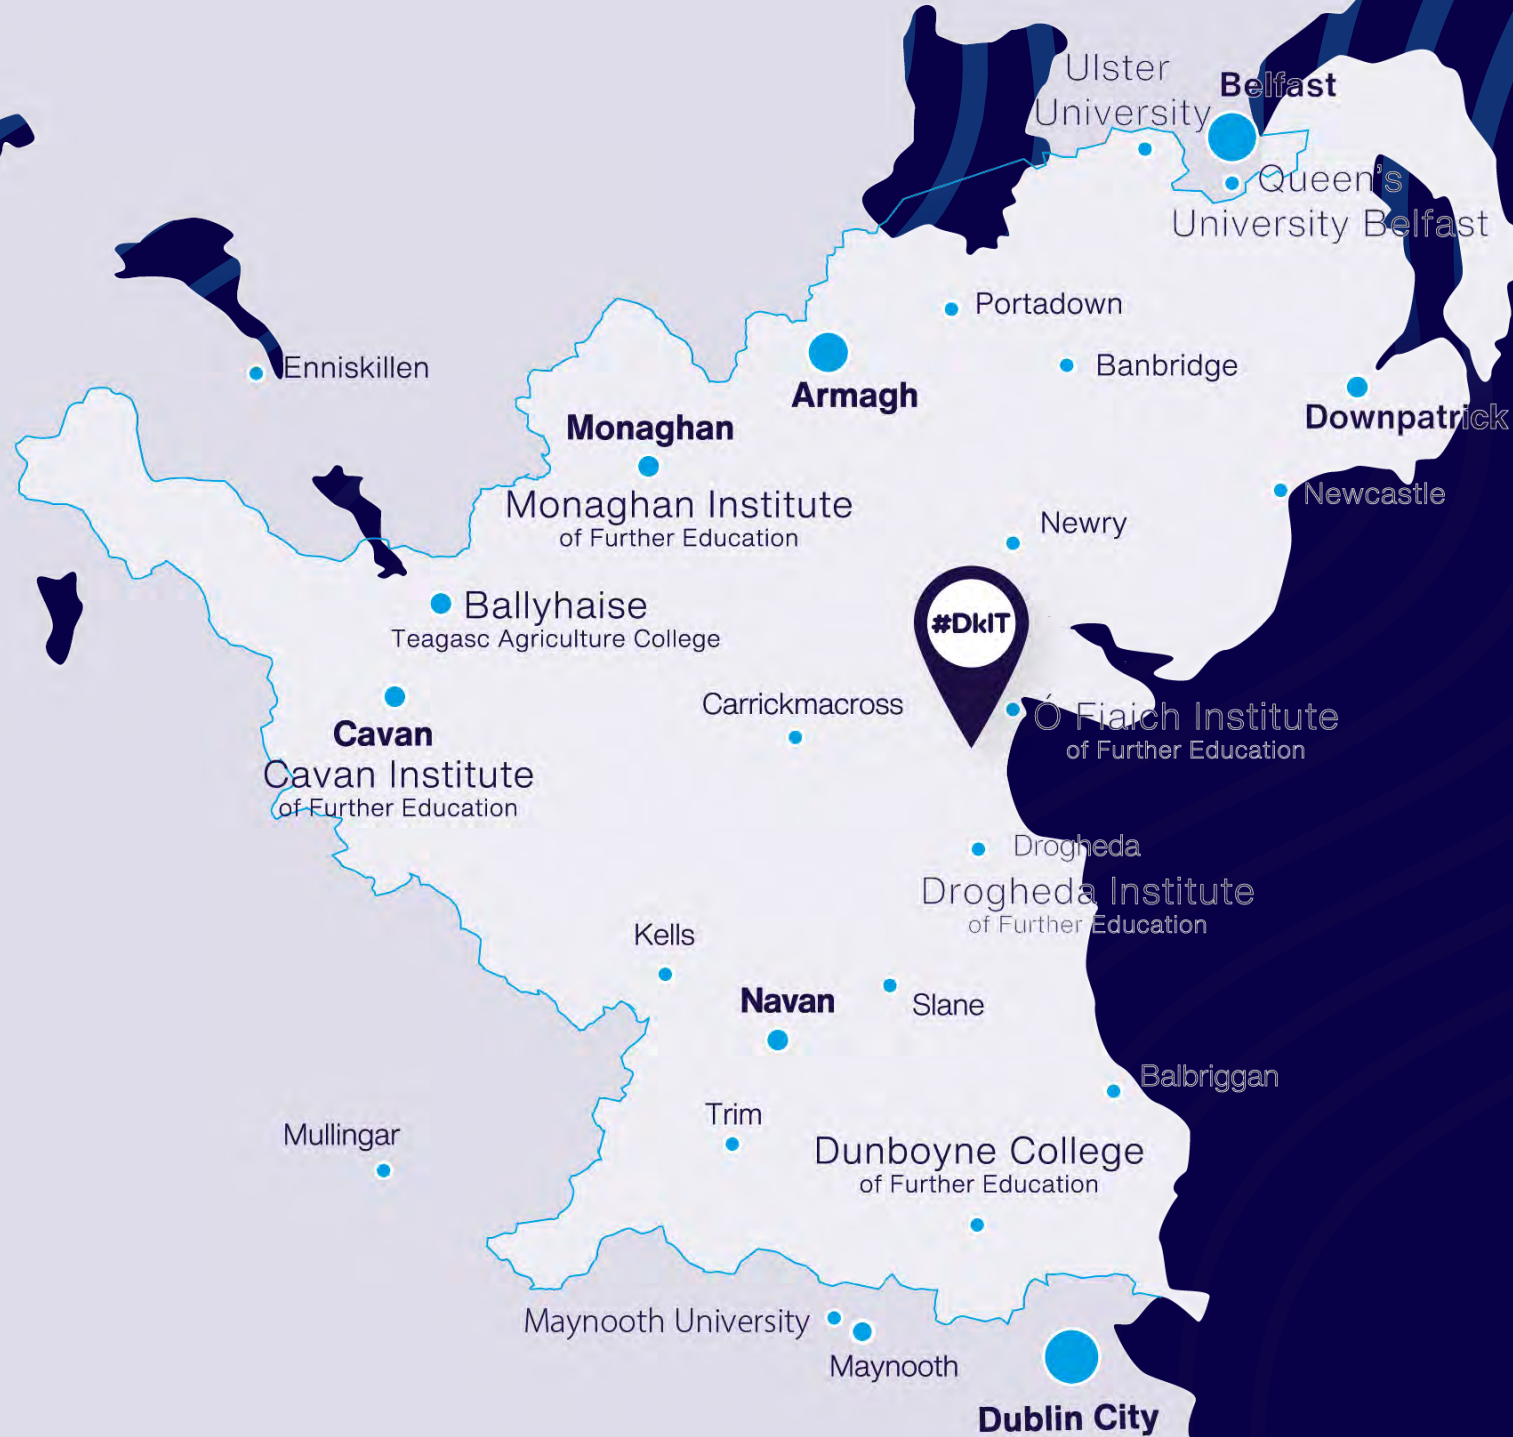 Ulster
University
Belfast
Queen's
University Belfast
Portadown
Enniskillen
Banbridge
Armagh
Downpatrick
Monaghan
Monaghan Institute
of Further Education
Newcastle
Newry
Ballyhaise
Teagasc Agriculture College
#DkIT
Carrickmacross
Ó Fiaich Institute
of Further Education
Cavan
Cavan Institute
of Further Education
Drogheda
Drogheda Institute
of Further Education
Kells
Navan
Slane
Balbriggan
Trim
Mullingar
Dunboyne College
of Further Education
Maynooth University
Maynooth
Dublin City